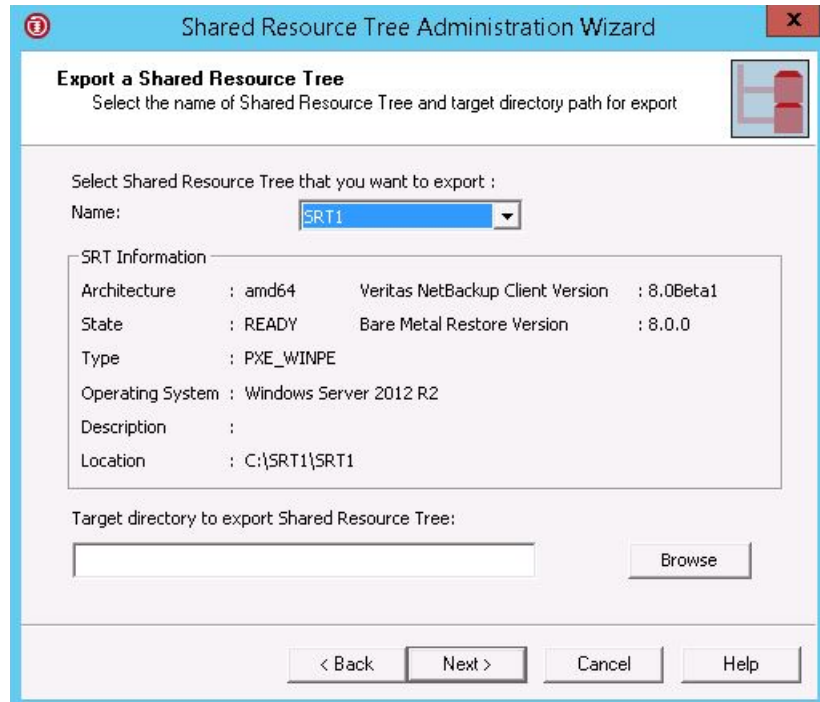 Shared Resource Tree Administration Wizard
x
Export a Shared Resource Tree
Select the name of Shared Resource Tree and target directory path for export
Select Shared Resource Tree that you want to export :
Name: SRT1
SRT Information
Architecture : amd64 Veritas NetBackup Client Version : 8.0Beta1
State : READY Bare Metal Restore Version : 8.0.0
Type : PXE_WINPE
Operating System : Windows Server 2012 R2
Description :
Location : C:\SRT1\SRT1
Target directory to export Shared Resource Tree:
Browse
< Back Next > Cancel Help